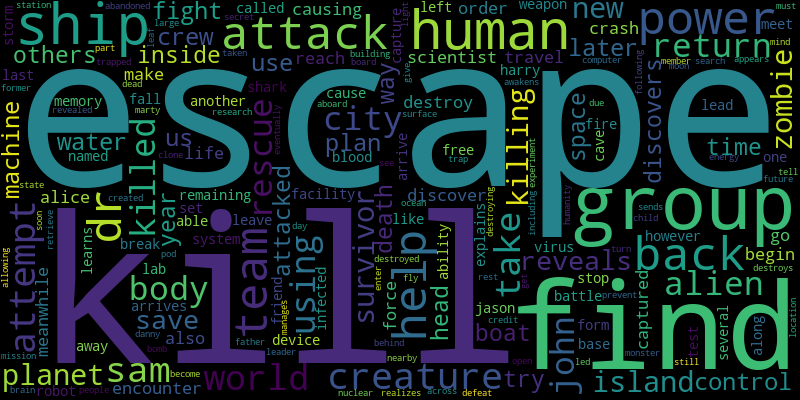 storm
ship
attack
human
fight
called
causing
order
weapon
left
new
power
station
abandoned
secret
large
must
part
meet
others
crew
inside
scientist
travel
later
crash
return
last
former
make
dead
building
taken
reach
capture
way
harry
mind
member
search
appears
light
leaf
trapped
board
use
escape
memory
fall
another
revealed
aboard
cause
shark
destroy
city
plan
research
eventually
surface
computer
awakens
moon
following
due
fire
lead
discovers
zombie
machine
water
named
marty
clone
us
life
rescue
blood
free
trap
arrive
killing
space
cave
time
energy
one
tell
future
state
created
dr
killed
year
alice
remaining
facility
survivor
death
discover
like
ocean
see
explains
including
experiment
group
attempt
learns
soon
retrieve
set
able
leave
system
day
attacked
using
team
kill
help
head
ability
virus
take
reveals
back
go
however
humanity
sends
child
begin
destroys
allowing
meanwhile
break
lab
pod
arrives
body
friend
infected
destroyed
enter
fly
force
rest
turn
stop
battle
prevent
captured
alien
find
save
away
also
device
manages
danny
bomb
father
leader
behind
nearby
boat
jason
credit
john
form
base
test
several
along
still
monster
location
mission
planet
sam
become
brain
robot
people
encounter
world
creature
nuclear
realizes
across
defeat
try
open
get
led
island
control